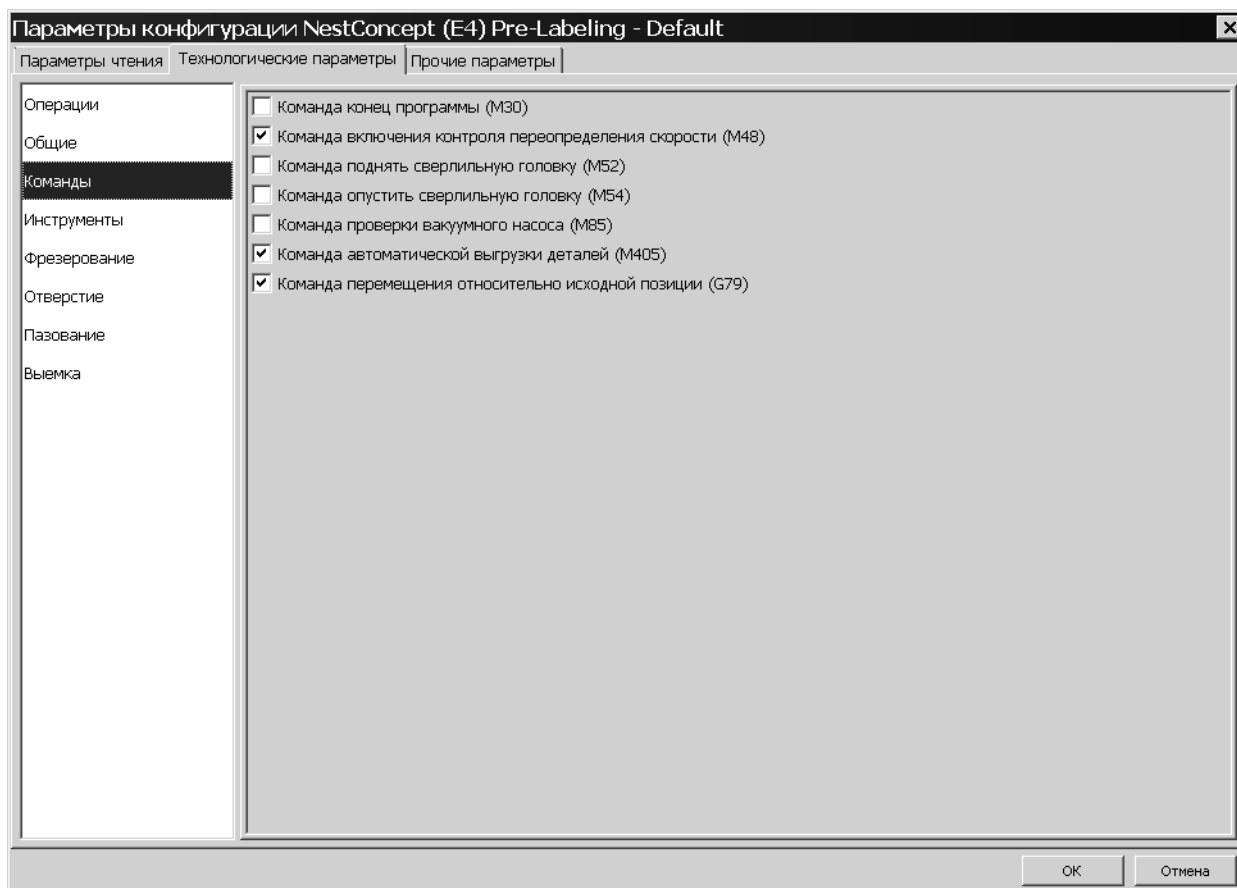 Параметры конфигурации NestConcept (E4) Pre-Labeling - Default
Параметры чтения Технологические параметры Прочие параметры
Операции
Общие
Команды
Инструменты
Фрезерование
Отверстие
Пазование
Выемка
Команда конец программы (M30)
Команда включения контроля переопределения скорости (M48)
Команда поднять сверлильную головку (M52)
Команда опустить сверлильную головку (M54)
Команда проверки вакуумного насоса (M85)
Команда автоматической выгрузки деталей (M405)
Команда перемещения относительно исходной позиции (G79)
ОК Отмена